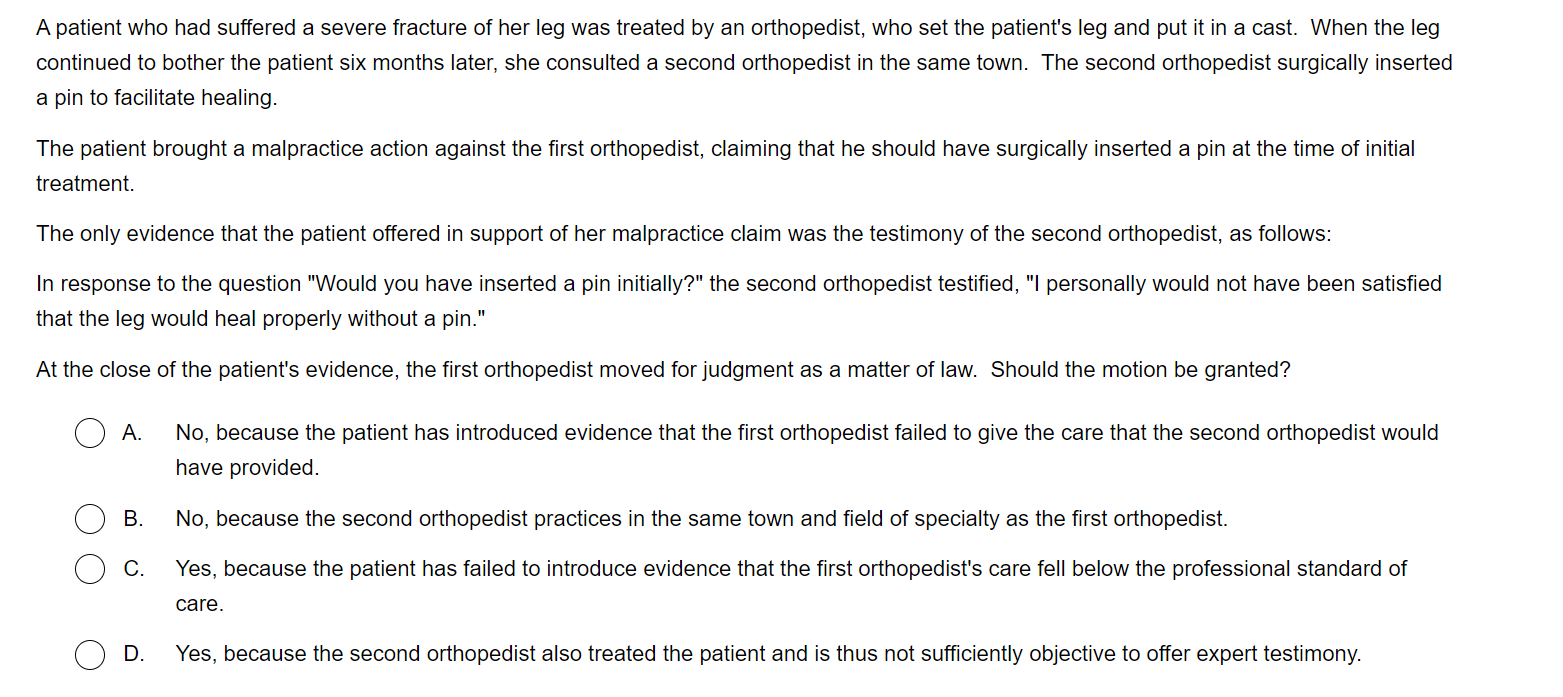 A patient who had suffered a severe fracture of her leg was treated by an orthopedist, who set the patient's leg and put it in a cast.  When the leg
continued to bother the patient six months later, she consulted a second orthopedist in the same town.  The second orthopedist surgically inserted
a pin to facilitate healing.
The patient brought a malpractice action against the first orthopedist, claiming that he should have surgically inserted a pin at the time of initial
treatment.
The only evidence that the patient offered in support of her malpractice claim was the testimony of the second orthopedist, as follows:
In response to the question "Would you have inserted a pin initially?" the second orthopedist testified, "I personally would not have been satisfied
that the leg would heal properly without a pin."
At the close of the patient's evidence, the first orthopedist moved for judgment as a matter of law.  Should the motion be granted?
A. No, because the patient has introduced evidence that the first orthopedist failed to give the care that the second orthopedist would
have provided.
B. No, because the second orthopedist practices in the same town and field of specialty as the first orthopedist.
C. Yes, because the patient has failed to introduce evidence that the first orthopedist's care fell below the professional standard of
care.
D. Yes, because the second orthopedist also treated the patient and is thus not sufficiently objective to offer expert testimony.